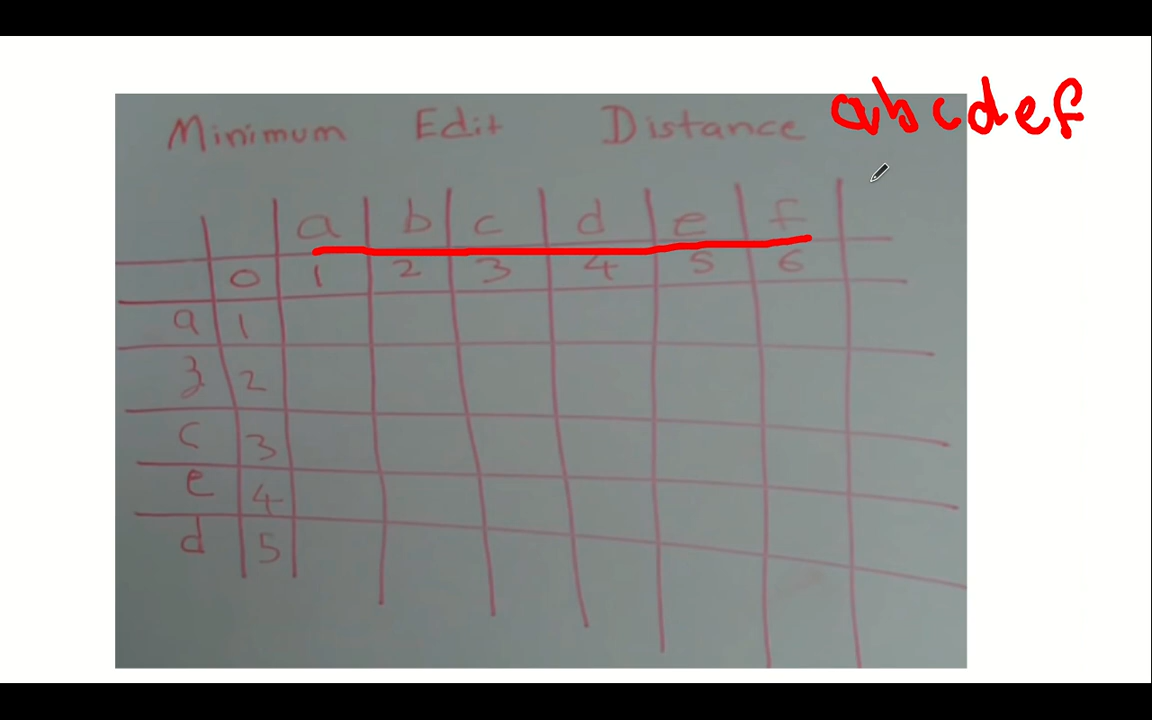 Minimum Edit Distance abcdef
a b c d e f
0 1 2 3 4 5 6
a 1
z 2
c 3
e 4
d 5